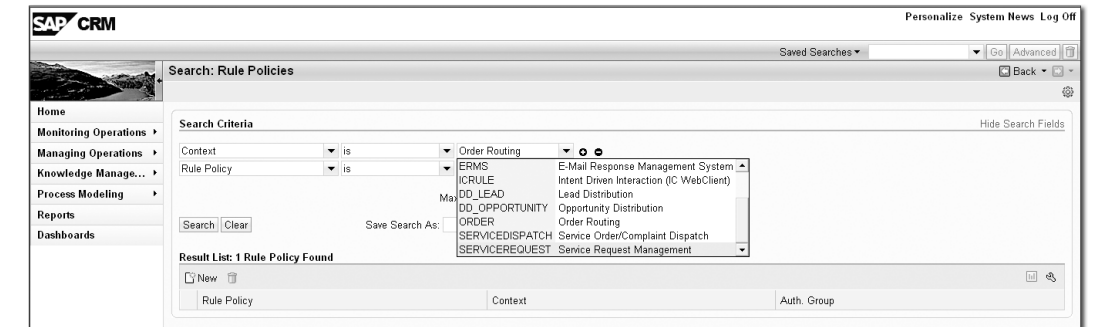 SAP CRM
Personalize System News Log Off
Saved Searches Go Advanced
Search: Rule Policies Back
Home
Monitoring Operations
Managing Operations
Knowledge Manage...
Process Modeling
Reports
Dashboards
Search Criteria Hide Search Fields
Context is Order Routing
Rule Policy is
ERMS E-Mail Response Management System
ICRULE Intent Driven Interaction (IC WebClient)
DD_LEAD Lead Distribution
DD_OPPORTUNITY Opportunity Distribution
ORDER Order Routing
SERVICEDISPATCH Service Order/Complaint Dispatch
SERVICEREQUEST Service Request Management
Search Clear Save Search As:
Result List: 1 Rule Policy Found
New
Rule Policy Context Auth. Group